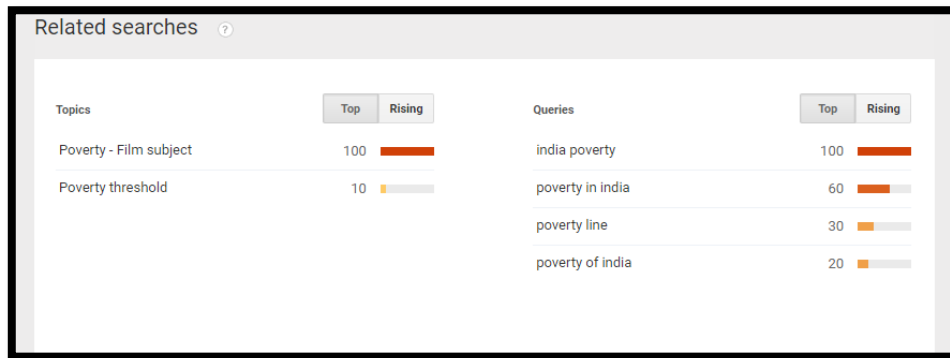 Related searches ?
Topics Top Rising
Poverty - Film subject 100
Poverty threshold 10
Queries Top Rising
india poverty 100
poverty in india 60
poverty line 30
poverty of india 20